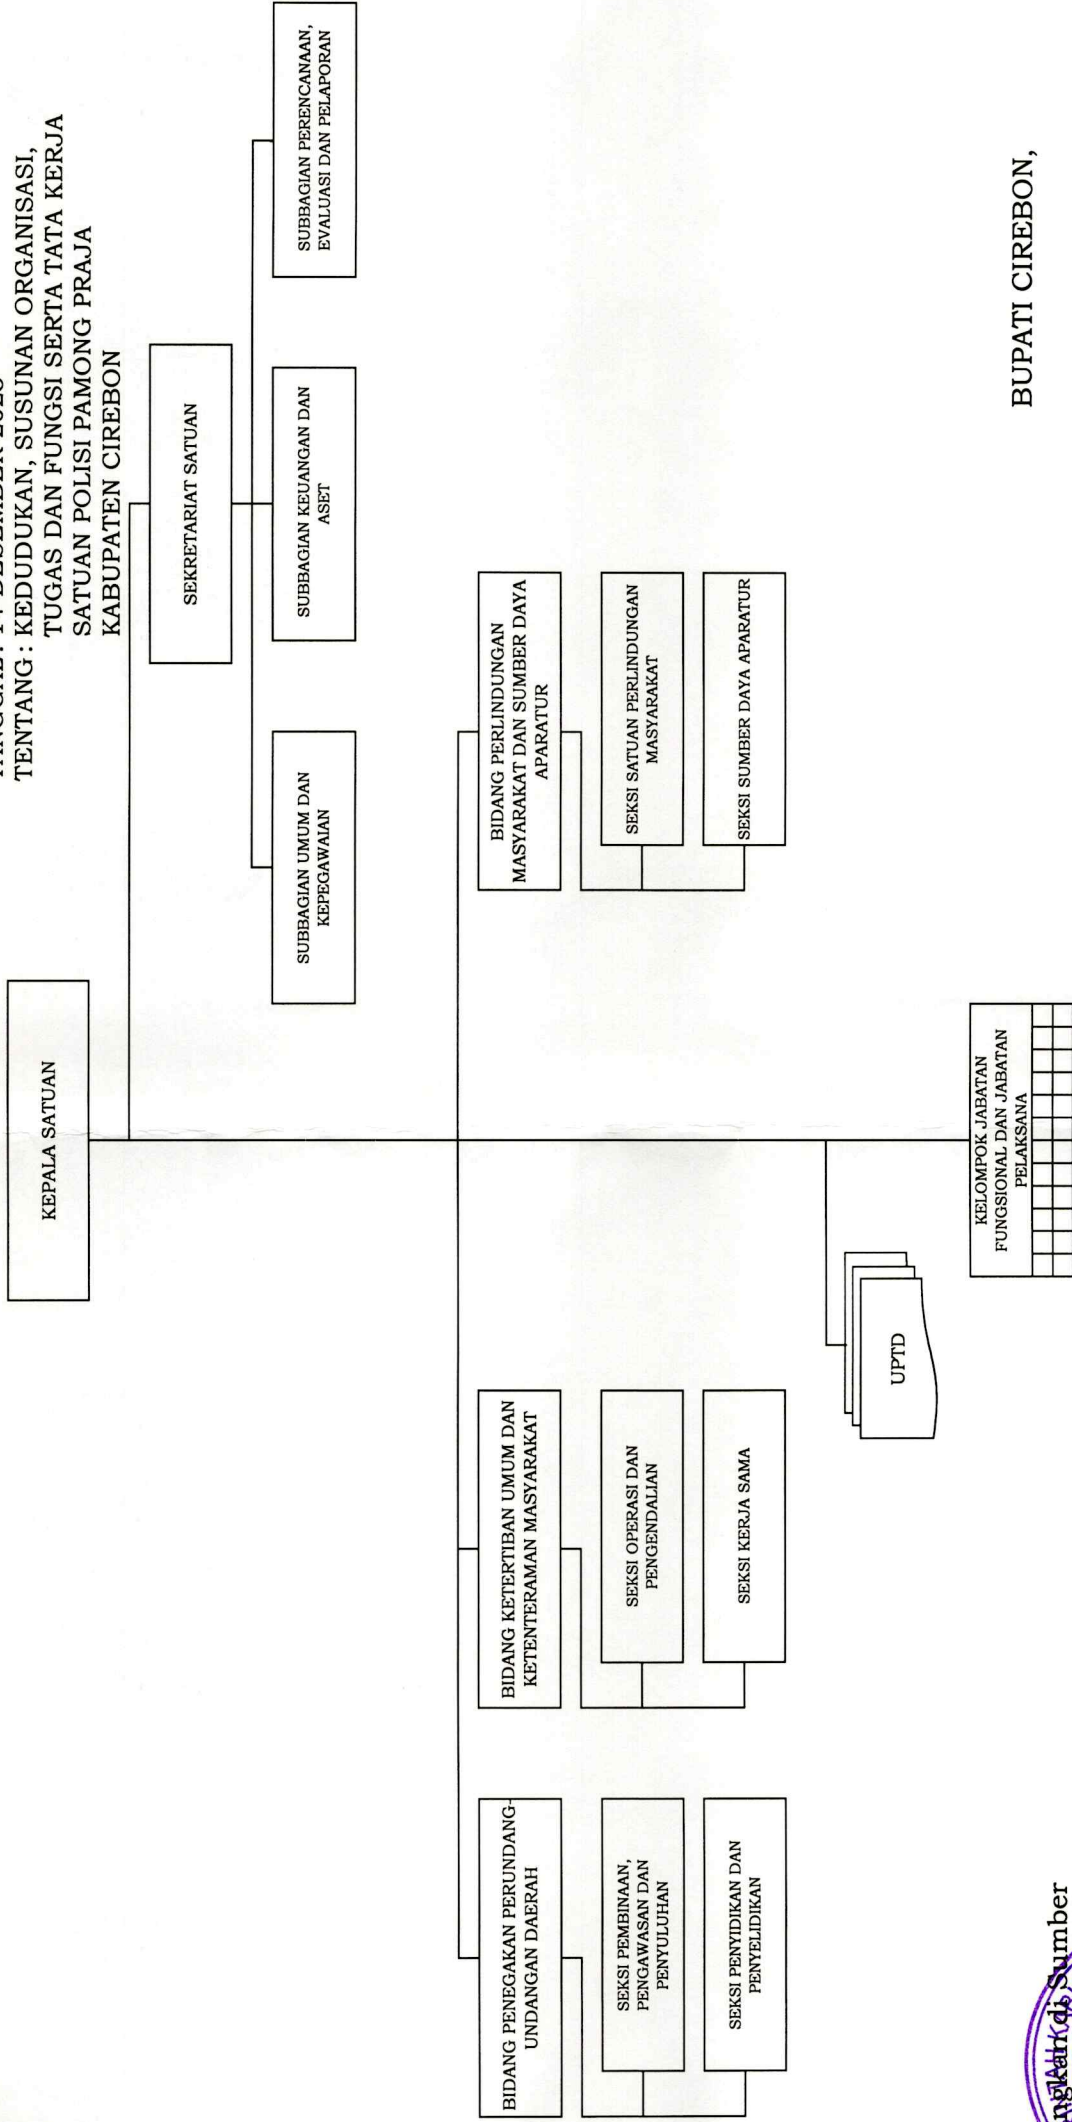 TENTANG : KEDUDUKAN, SUSUNAN ORGANISASI,
TUGAS DAN FUNGSI SERTA TATA KERJA
SATUAN POLISI PAMONG PRAJA
KABUPATEN CIREBON
KEPALA SATUAN
SEKRETARIAT SATUAN
SUBBAGIAN UMUM DAN
KEPEGAWAIAN
SUBBAGIAN KEUANGAN DAN
ASET
SUBBAGIAN PERENCANAAN,
EVALUASI DAN PELAPORAN
BIDANG PENEGAKAN PERUNDANG-
UNDANGAN DAERAH
SEKSI PEMBINAAN,
PENGAWASAN DAN
PENYULUHAN
SEKSI PENYIDIKAN DAN
PENYELIDIKAN
BIDANG KETERTIBAN UMUM DAN
KETENTERAMAN MASYARAKAT
SEKSI OPERASI DAN
PENGENDALIAN
SEKSI KERJA SAMA
BIDANG PERLINDUNGAN
MASYARAKAT DAN SUMBER DAYA
APARATUR
SEKSI SATUAN PERLINDUNGAN
MASYARAKAT
SEKSI SUMBER DAYA APARATUR
UPTD
KELOMPOK JABATAN
FUNGSIONAL DAN JABATAN
PELAKSANA
BUPATI CIREBON,
di Sumber